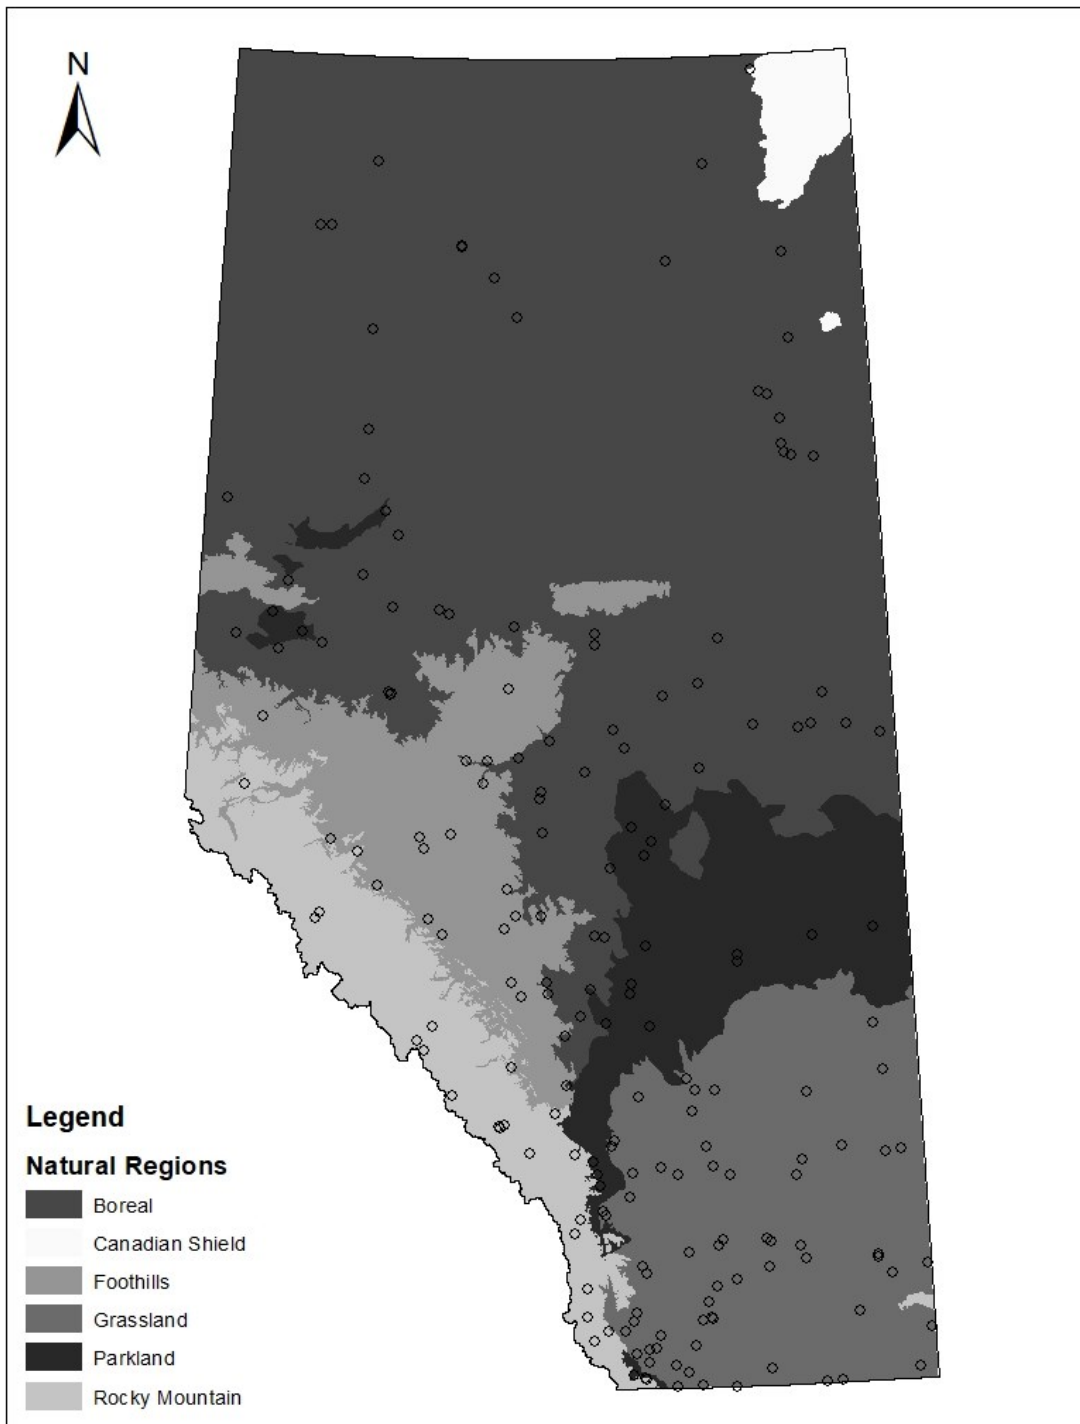 N
Legend
Natural Regions
Boreal
Canadian Shield
Foothills
Grassland
Parkland
Rocky Mountain